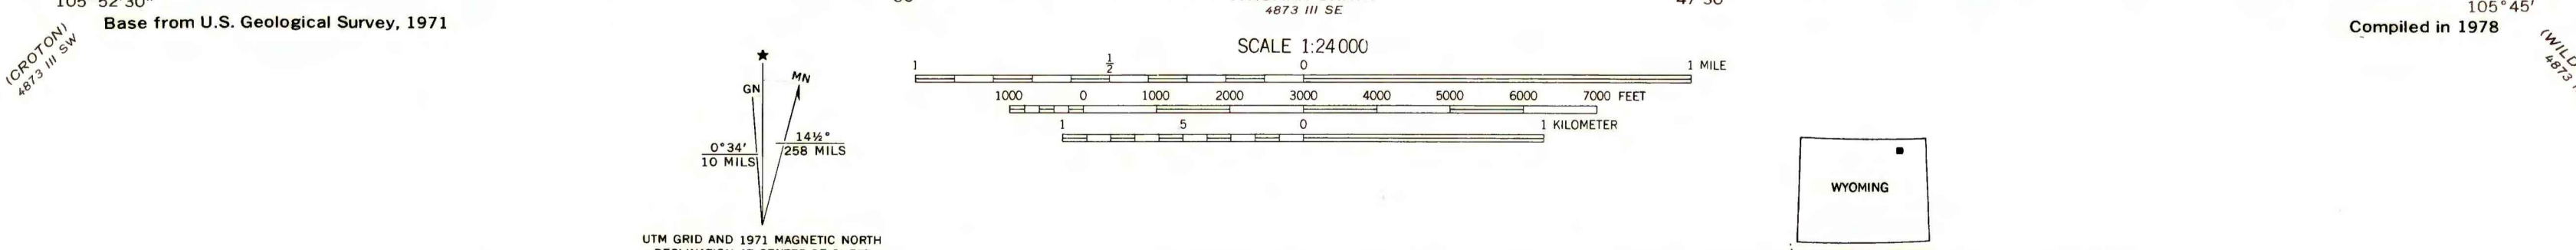 105° 52'30"
Base from U.S. Geological Survey, 1971
(CROTON)
4873 III SW
4873 III SE
47'30"
105°45'
Compiled in 1978
4873
SCALE 1:24 000
1 ½ 0 1 MILE
1000 0 1000 2000 3000 4000 5000 6000 7000 FEET
1 5 0 1 KILOMETER
GN
MN
0°34'
10 MILS
14½°
258 MILS
UTM GRID AND 1971 MAGNETIC NORTH
WYOMING